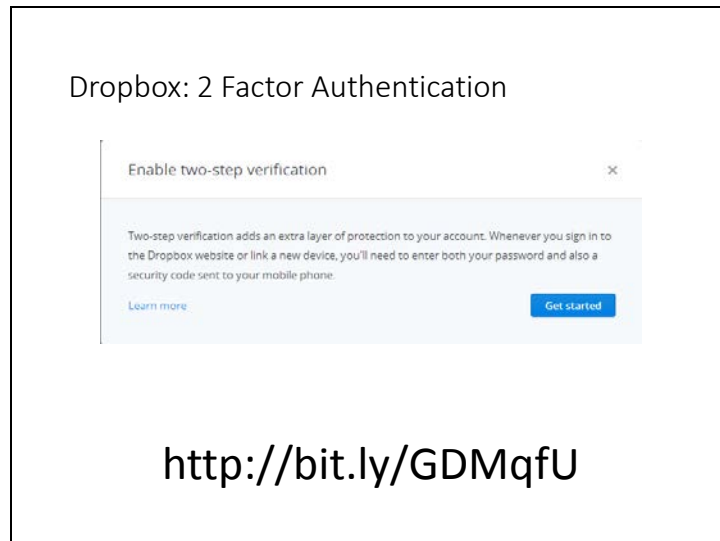 Dropbox: 2 Factor Authentication
Enable two-step verification ×
Two-step verification adds an extra layer of protection to your account. Whenever you sign in to
the Dropbox website or link a new device, you'll need to enter both your password and also a
security code sent to your mobile phone.
Learn more Get started
http://bit.ly/GDMqfU